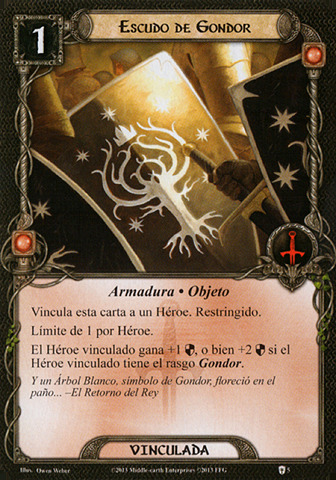 Escudo de Gondor
1
Armadura • Objeto
Vincula esta carta a un Héroe. Restringido.
Límite de 1 por Héroe.
El Héroe vinculado gana +1 , o bien +2 si el
Héroe vinculado tiene el rasgo Gondor.
Y un Árbol Blanco, símbolo de Gondor, floreció en el
paño... –El Retorno del Rey
VINCULADA
Illus. Owen Weber
©2013 Middle-earth Enterprises ©2013 FFG
5